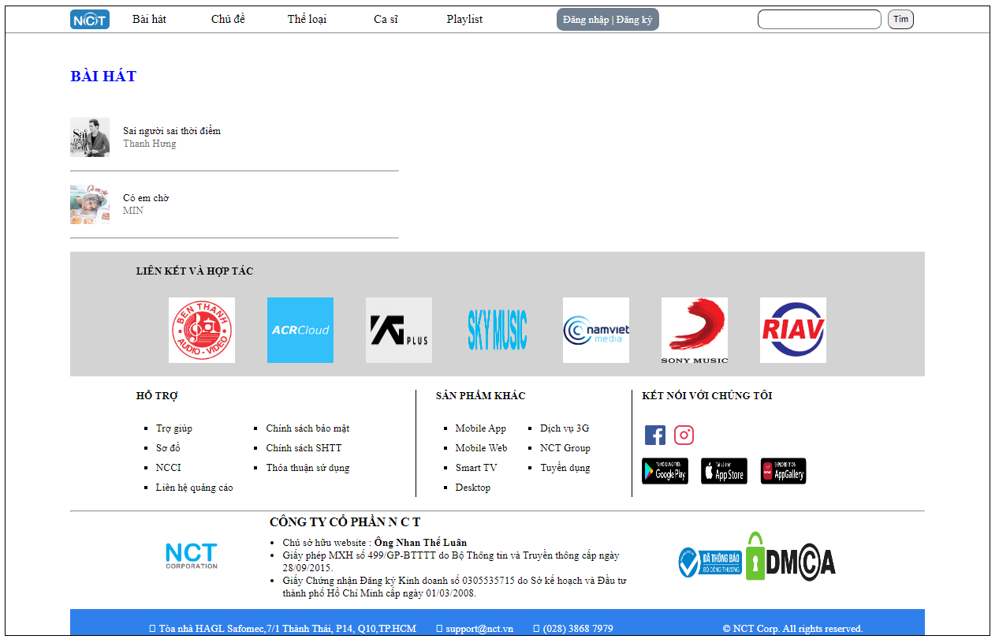 NCT Bài hát Chủ đề Thể loại Ca sĩ Playlist Đăng nhập | Đăng ký Tìm
BÀI HÁT
Sai người sai thời điểm
Thanh Hưng
Có em chờ
MIN
LIÊN KẾT VÀ HỢP TÁC
BEN THANH AUDIO - VIDEO
ACRCloud
YG PLUS
SKY MUSIC
namviet media
SONY MUSIC
RIAV
HỖ TRỢ
Trợ giúp
Sơ đồ
NCCI
Liên hệ quảng cáo
Chính sách bảo mật
Chính sách SHTT
Thỏa thuận sử dụng
SẢN PHẨM KHÁC
Mobile App
Mobile Web
Smart TV
Desktop
Dịch vụ 3G
NCT Group
Tuyển dụng
KẾT NỐI VỚI CHÚNG TÔI
Google Play
App Store
EXPLORE IT ON
AppGallery
NCT
CORPORATION
CÔNG TY CỔ PHẦN N C T
Chủ sở hữu website : Ông Nhan Thế Luân
Giấy phép MXH số 499/GP-BTTTT do Bộ Thông tin và Truyền thông cấp ngày
28/09/2015.
Giấy Chứng nhận Đăng ký Kinh doanh số 0305535715 do Sở kế hoạch và Đầu tư
thành phố Hồ Chí Minh cấp ngày 01/03/2008.
ĐÃ THÔNG BÁO
BỘ CÔNG THƯƠNG
DMCA
Tòa nhà HAGL Safomec,7/1 Thành Thái, P14, Q10,TP.HCM support@nct.vn (028) 3868 7979 © NCT Corp. All rights reserved.